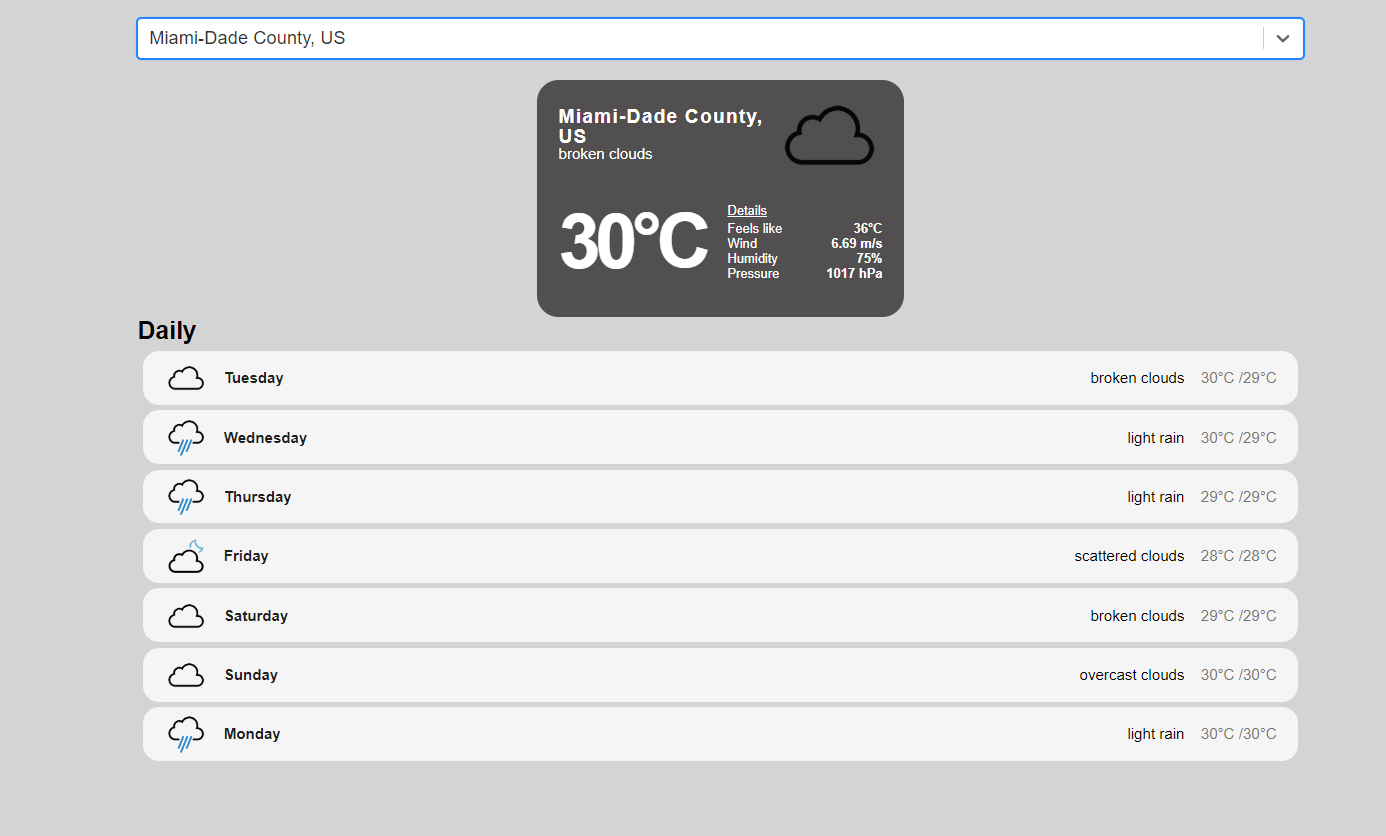 Miami-Dade County, US
Miami-Dade County,
US
broken clouds
30°C
Details
Feels like 36°C
Wind 6.69 m/s
Humidity 75%
Pressure 1017 hPa
Daily
Tuesday broken clouds 30°C /29°C
Wednesday light rain 30°C /29°C
Thursday light rain 29°C /29°C
Friday scattered clouds 28°C /28°C
Saturday broken clouds 29°C /29°C
Sunday overcast clouds 30°C /30°C
Monday light rain 30°C /30°C